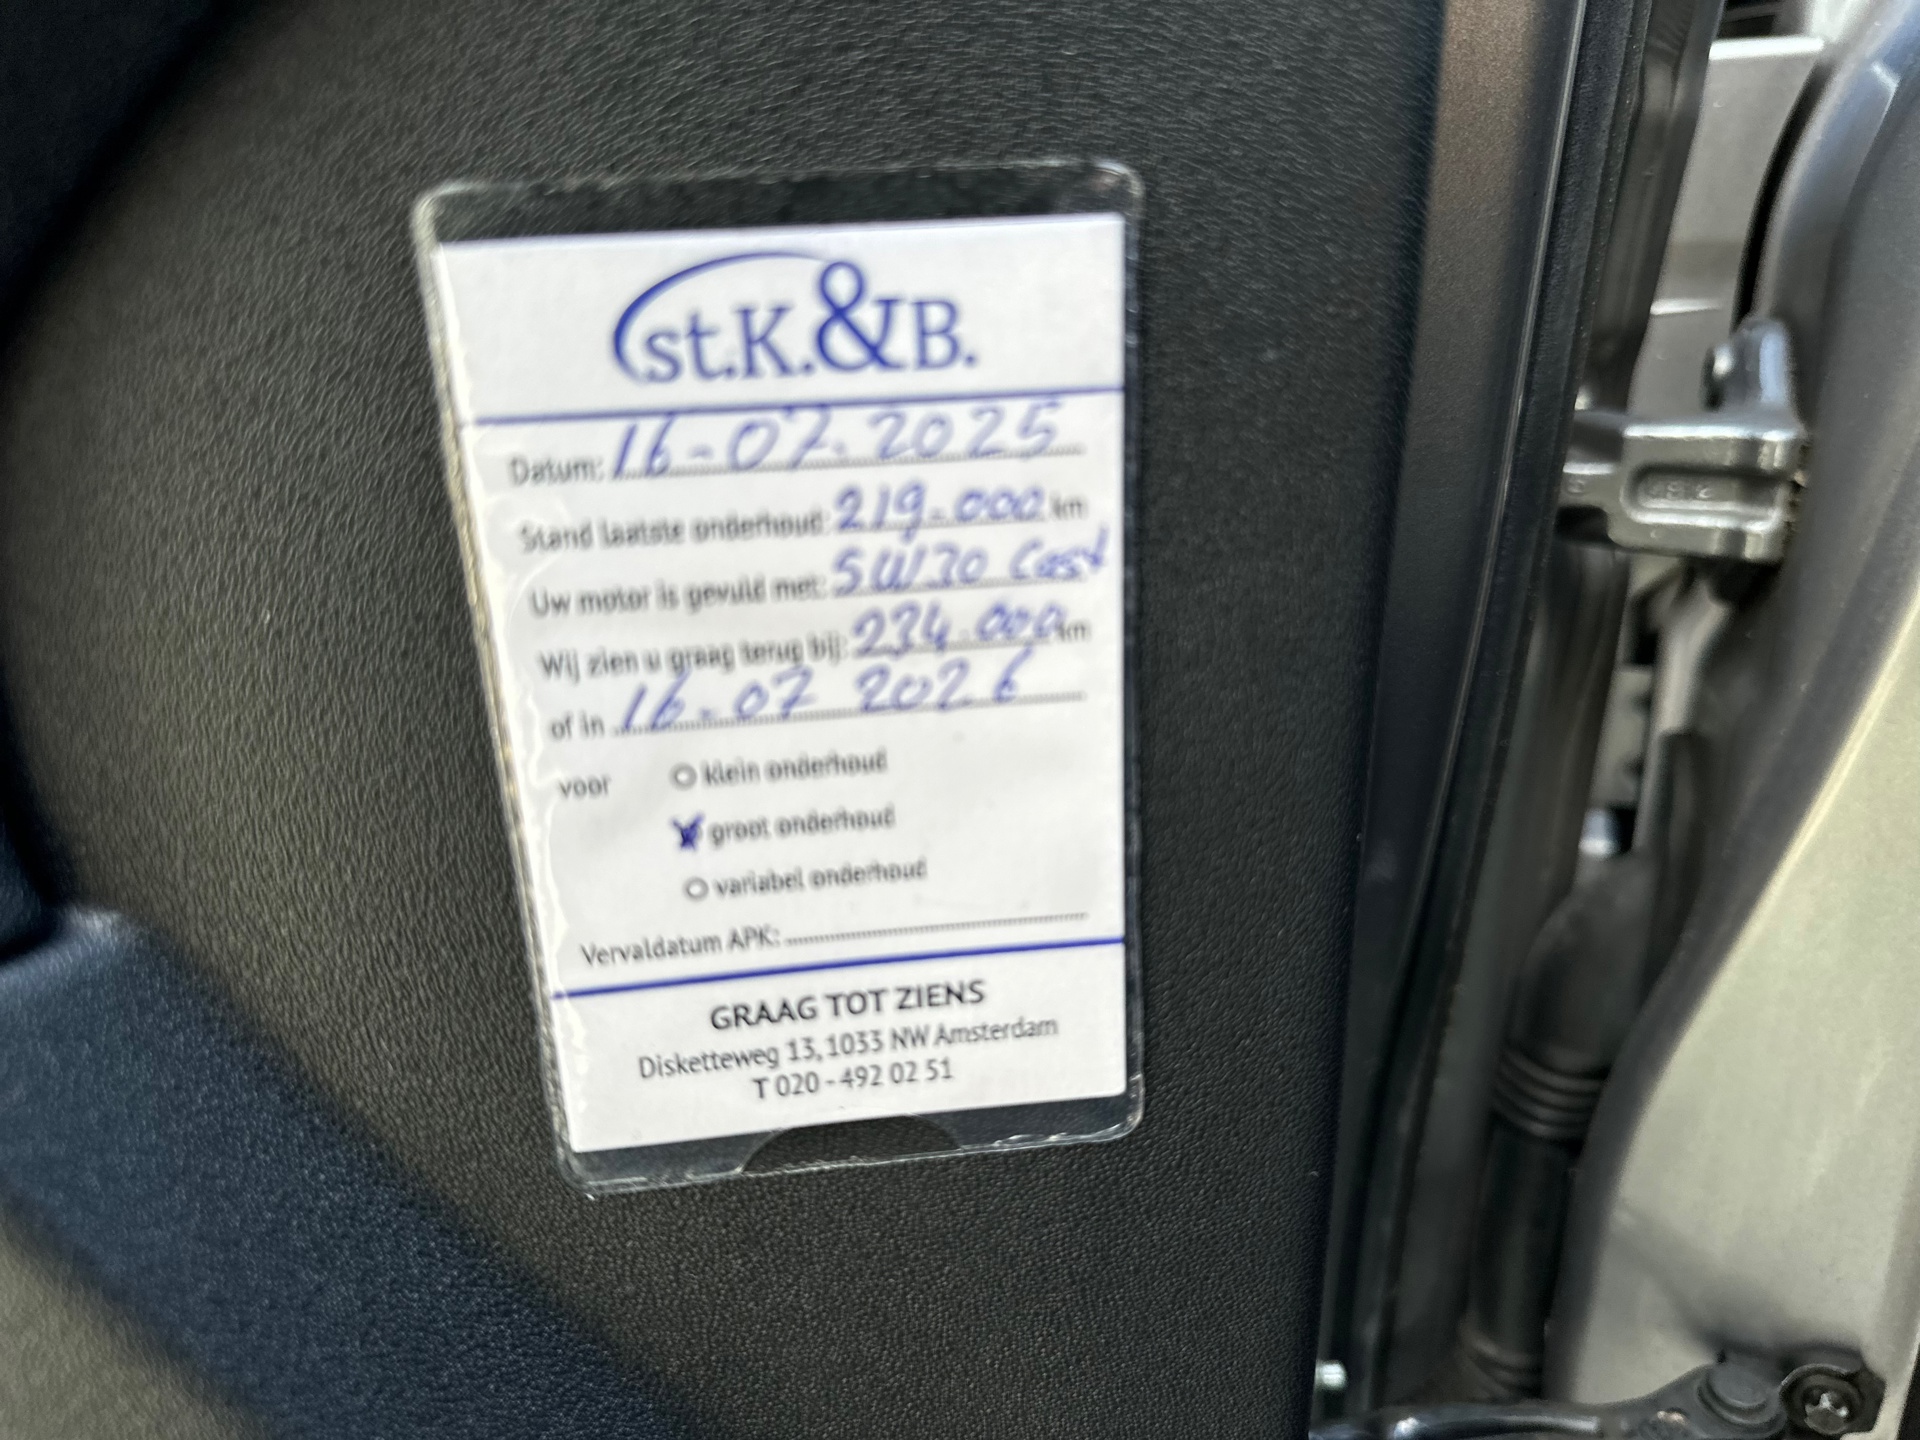 st.K.&B.
Datum: 16-07-2025
Stand laatste onderhoud: 219.000 km
Uw motor is gevuld met: 5W30 Cast
Wij zien u graag terug bij: 234.000 km
of in 16-07 2026
voor klein onderhoud
groot onderhoud
variabel onderhoud
Vervaldatum APK:
GRAAG TOT ZIENS
Disketteweg 13, 1033 NW Amsterdam
T 020 - 492 02 51